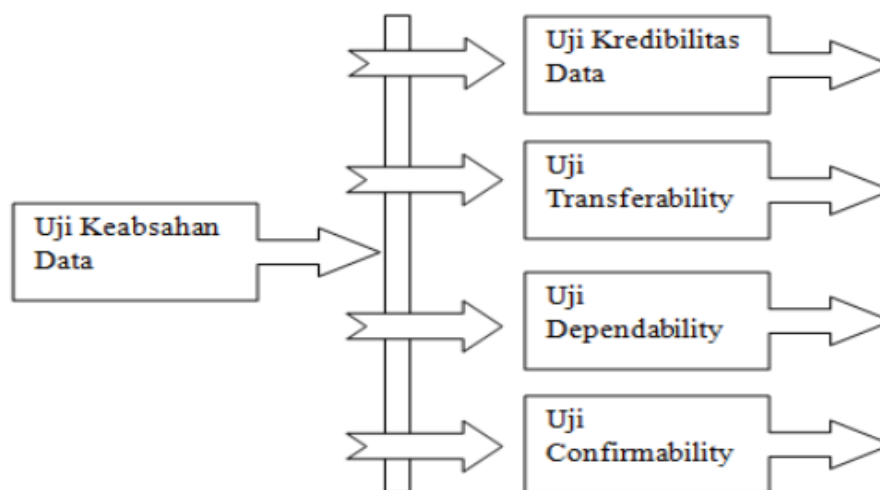 Uji Keabsahan
Data
Uji Kredibilitas
Data
Uji
Transferability
Uji
Dependability
Uji
Confirmability